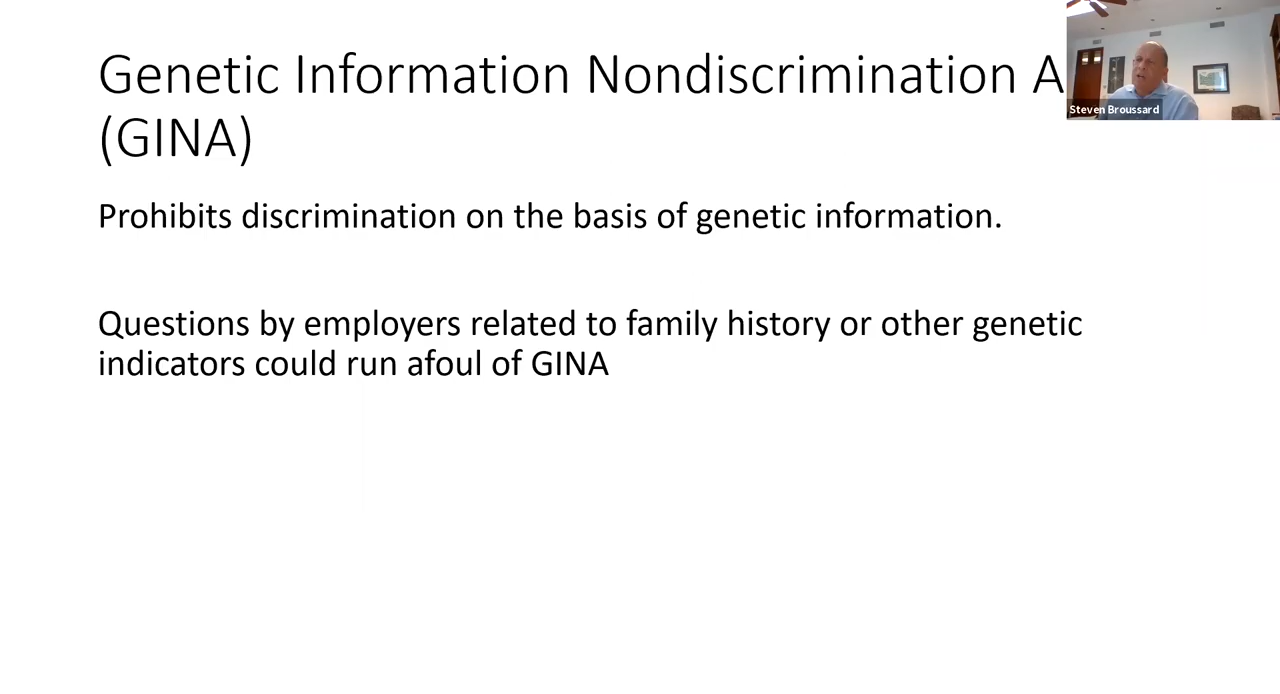 Genetic Information Nondiscrimination A
(GINA)
Steven Broussard
Prohibits discrimination on the basis of genetic information.
Questions by employers related to family history or other genetic
indicators could run afoul of GINA